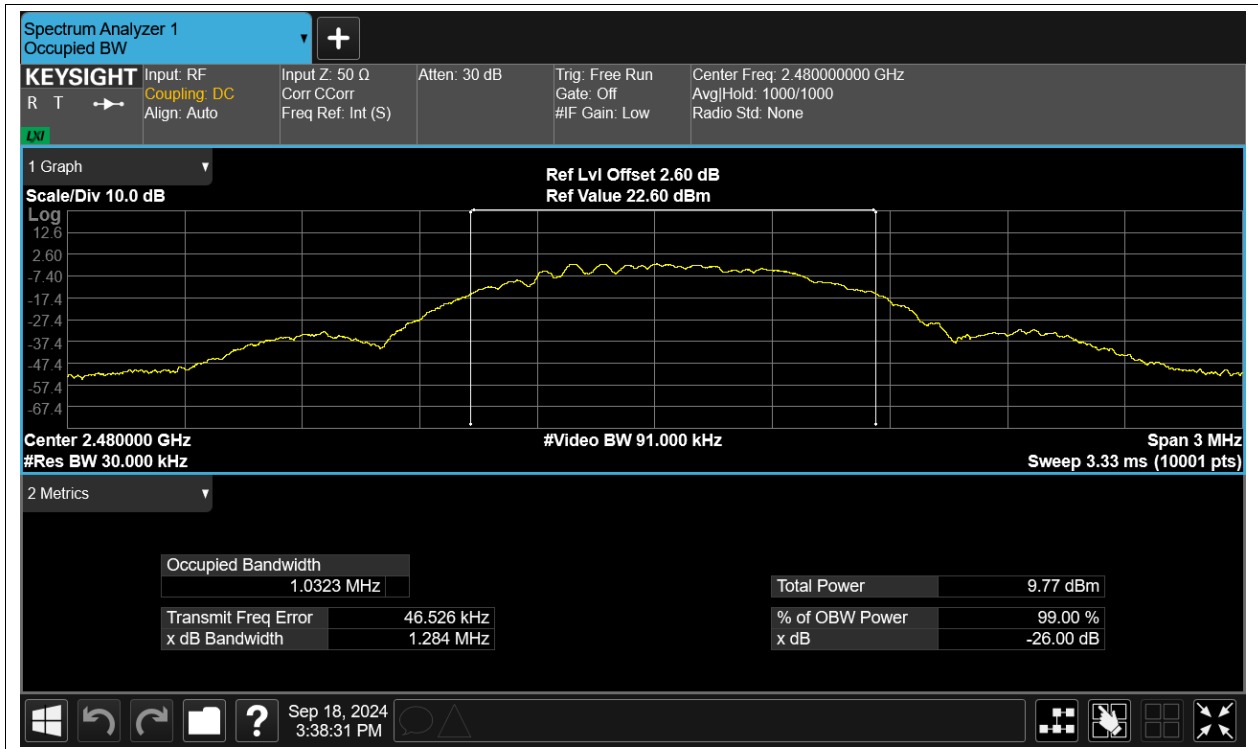 Spectrum Analyzer 1
Occupied BW
KEYSIGHT
R T
LXI
Input: RF
Coupling: DC
Align: Auto
Input Z: 50 Ω
Corr CCorr
Freq Ref: Int (S)
Atten: 30 dB
Trig: Free Run
Gate: Off
#IF Gain: Low
Center Freq: 2.480000000 GHz
Avg|Hold: 1000/1000
Radio Std: None
1 Graph
Scale/Div 10.0 dB
Ref Lvl Offset 2.60 dB
Ref Value 22.60 dBm
Log
12.6
2.60
-7.40
-17.4
-27.4
-37.4
-47.4
-57.4
-67.4
Center 2.480000 GHz
#Res BW 30.000 kHz
#Video BW 91.000 kHz
Span 3 MHz
Sweep 3.33 ms (10001 pts)
2 Metrics
Occupied Bandwidth
1.0323 MHz
Transmit Freq Error 46.526 kHz
x dB Bandwidth 1.284 MHz
Total Power 9.77 dBm
% of OBW Power 99.00 %
x dB -26.00 dB
?
Sep 18, 2024
3:38:31 PM